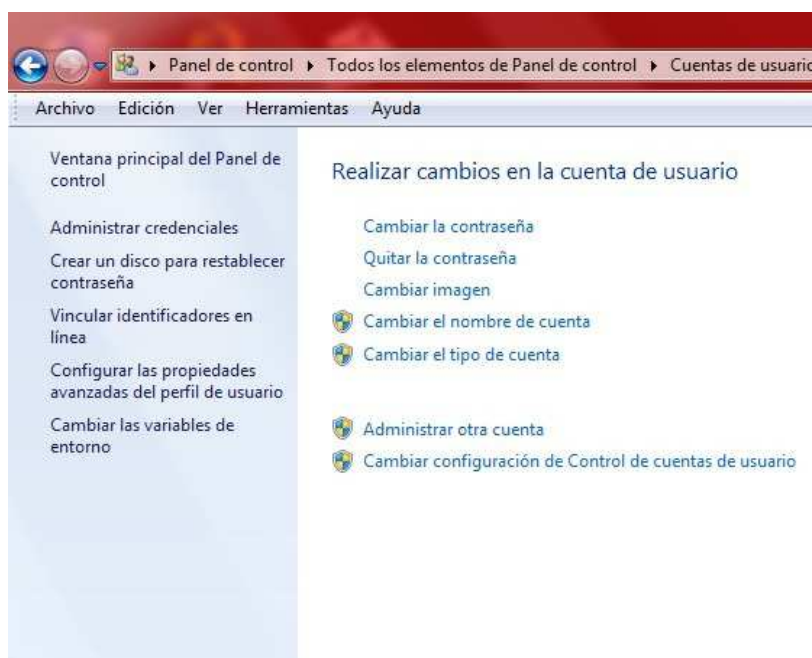 Panel de control Todos los elementos de Panel de control Cuentas de usuario
Archivo Edición Ver Herramientas Ayuda
Ventana principal del Panel de
control
Administrar credenciales
Crear un disco para restablecer
contraseña
Vincular identificadores en
línea
Configurar las propiedades
avanzadas del perfil de usuario
Cambiar las variables de
entorno
Realizar cambios en la cuenta de usuario
Cambiar la contraseña
Quitar la contraseña
Cambiar imagen
Cambiar el nombre de cuenta
Cambiar el tipo de cuenta
Administrar otra cuenta
Cambiar configuración de Control de cuentas de usuario